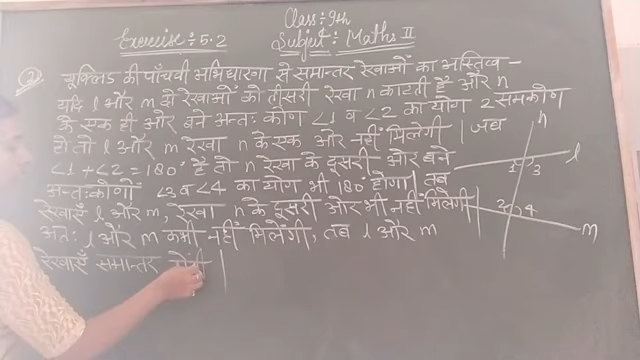 Class:9th
Exercise÷5.2
Subject: Maths II
2 यूक्लिड की पाँचवी अभिधारणा से समान्तर रेखाओं का अस्तित्व -
यदि l और m दो रेखाओं को तीसरी रेखा n काटती है और n
के एक ही ओर बने अन्तः कोण ∠1 व ∠2 का योग 2 समकोण
हो तो l और m रेखा n के एक ओर नहीं मिलेगी | जब
∠1 + ∠2 = 180° है तो n रेखा के दूसरी ओर बने
अन्तःकोणों ∠3 व ∠4 का योग भी 180° होगा | तब
रेखाएँ l और m, रेखा n के दूसरी ओर भी नहीं मिलेगी
अतः l और m कभी नहीं मिलेंगी, तब l और m
रेखाएँ समान्तर होंगी |
n
l
1 3
2 4
m